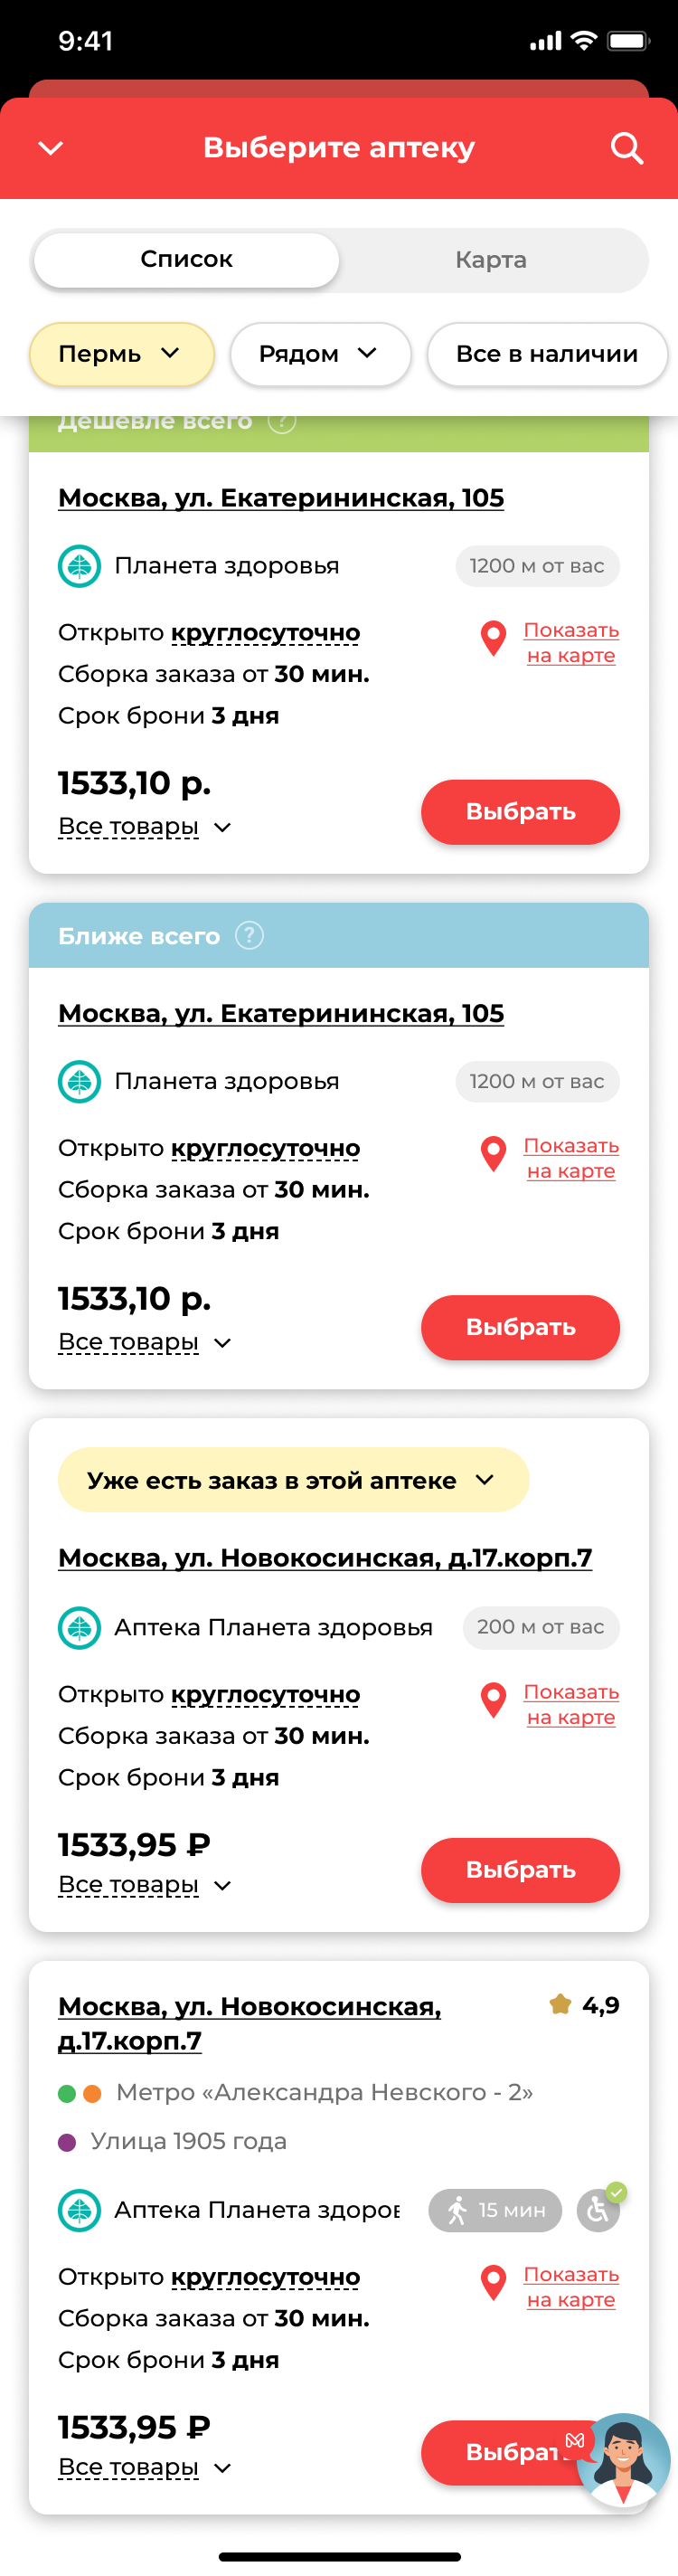 9:41
Выберите аптеку
Список
Карта
Пермь
Рядом
Все в наличии
Дешевле всего ?
Москва, ул. Екатерининская, 105
Планета здоровья
1200 м от вас
Открыто круглосуточно
Показать
на карте
Сборка заказа от 30 мин.
Срок брони 3 дня
1533,10 р.
Все товары
Выбрать
Ближе всего ?
Москва, ул. Екатерининская, 105
Планета здоровья
1200 м от вас
Открыто круглосуточно
Показать
на карте
Сборка заказа от 30 мин.
Срок брони 3 дня
1533,10 р.
Все товары
Выбрать
Уже есть заказ в этой аптеке
Москва, ул. Новокосинская, д.17.корп.7
Аптека Планета здоровья
200 м от вас
Открыто круглосуточно
Показать
на карте
Сборка заказа от 30 мин.
Срок брони 3 дня
1533,95 ₽
Все товары
Выбрать
Москва, ул. Новокосинская,
д.17.корп.7
4,9
Метро «Александра Невского - 2»
Улица 1905 года
Аптека Планета здоров
15 мин
Открыто круглосуточно
Показать
на карте
Сборка заказа от 30 мин.
Срок брони 3 дня
1533,95 ₽
Все товары
Выбрать